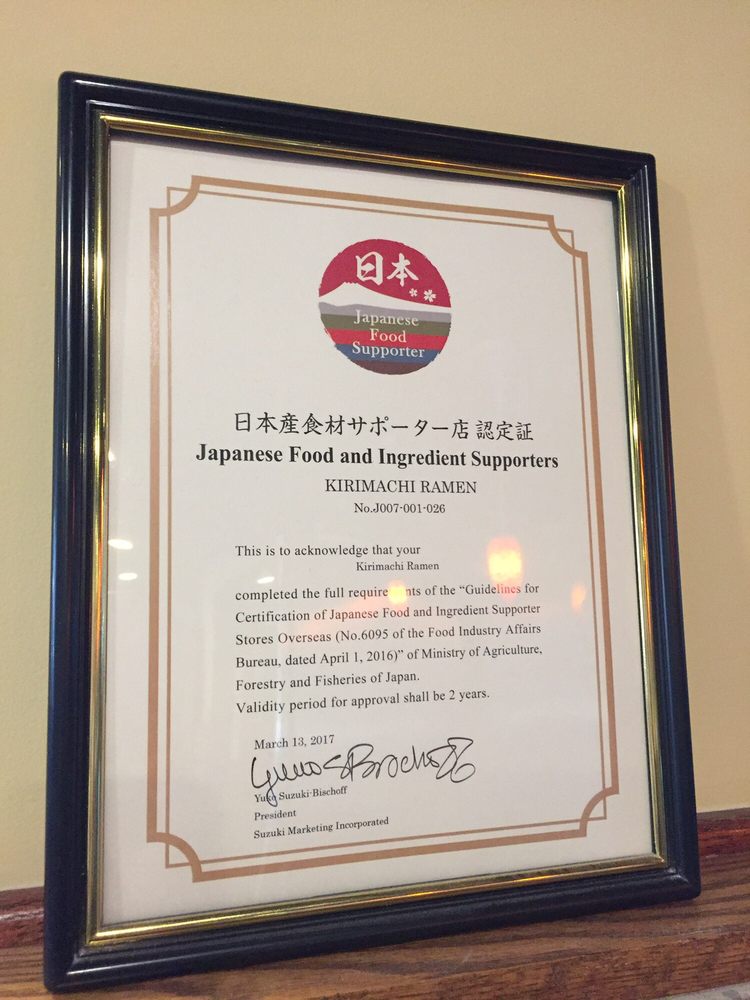 日本
Japanese
Food
Supporter
日本産食材サポーター店 認定証
Japanese Food and Ingredient Supporters
KIRIMACHI RAMEN
No.J007-001-026
This is to acknowledge that your
Kirimachi Ramen
completed the full requirements of the “Guidelines for
Certification of Japanese Food and Ingredient Supporter
Stores Overseas (No.6095 of the Food Industry Affairs
Bureau, dated April 1, 2016)” of Ministry of Agriculture,
Forestry and Fisheries of Japan.
Validity period for approval shall be 2 years.
March 13, 2017
Yuko Suzuki-Bischoff
President
Suzuki Marketing Incorporated